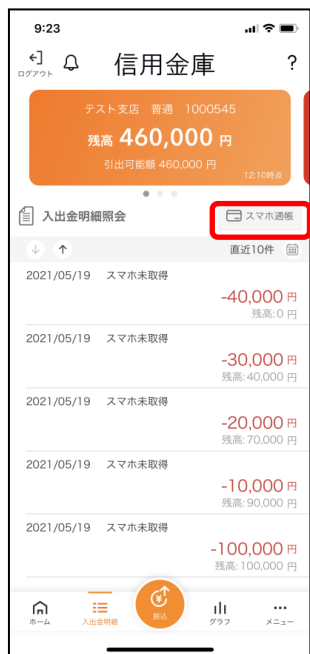 9:23
ログアウト
信用金庫
?
テスト支店 普通 1000545
残高 460,000 円
引出可能額 460,000 円
12:10時点
入出金明細照会
スマホ通帳
直近10件
2021/05/19 スマホ未取得
-40,000 円
残高:0 円
2021/05/19 スマホ未取得
-30,000 円
残高:40,000 円
2021/05/19 スマホ未取得
-20,000 円
残高:70,000 円
2021/05/19 スマホ未取得
-10,000 円
残高:90,000 円
2021/05/19 スマホ未取得
-100,000 円
残高:100,000 円
ホーム 入出金明細 振込 グラフ メニュー